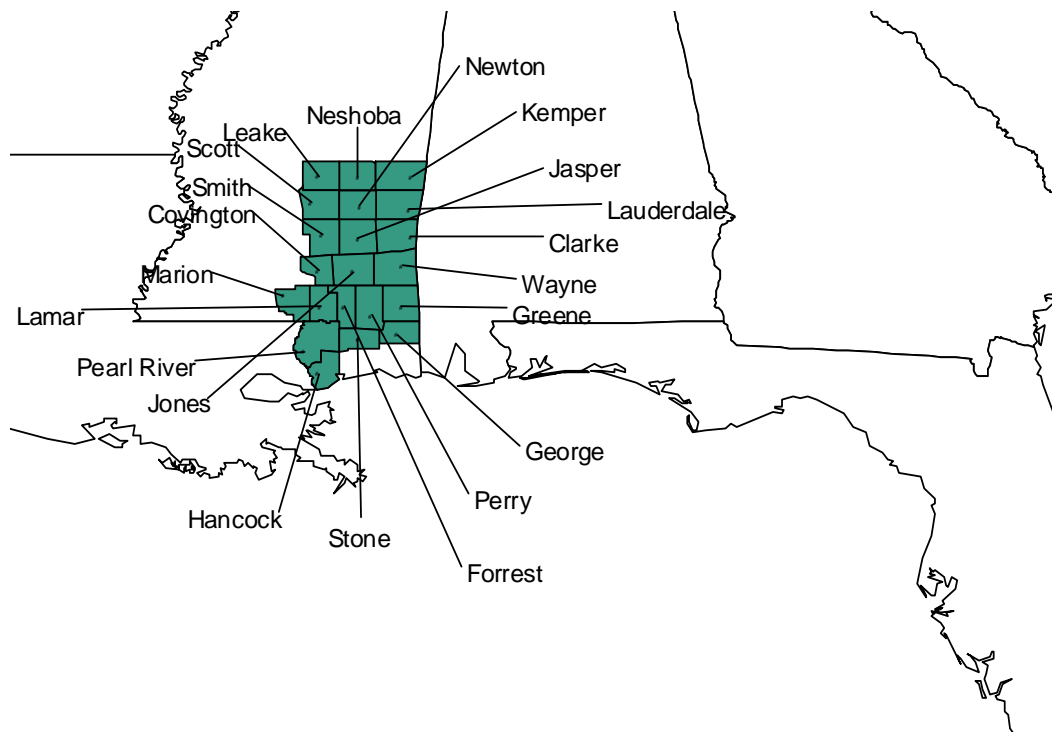 Newton
Neshoba
Kemper
Leake
Scott
Jasper
Smith
Lauderdale
Covington
Clarke
Marion
Wayne
Lamar
Greene
Pearl River
Jones
George
Perry
Hancock
Stone
Forrest